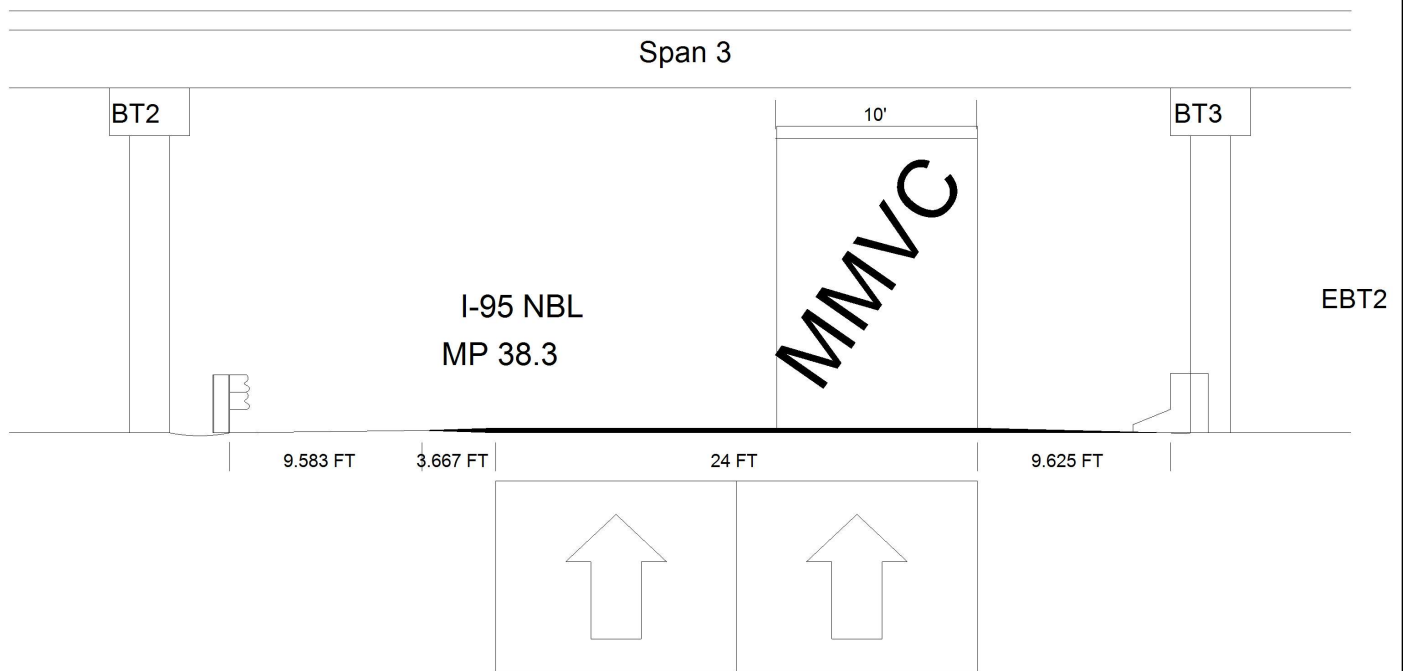 Span 3
BT2
10'
BT3
MMVC
I-95 NBL
MP 38.3
EBT2
9.583 FT
3.667 FT
24 FT
9.625 FT